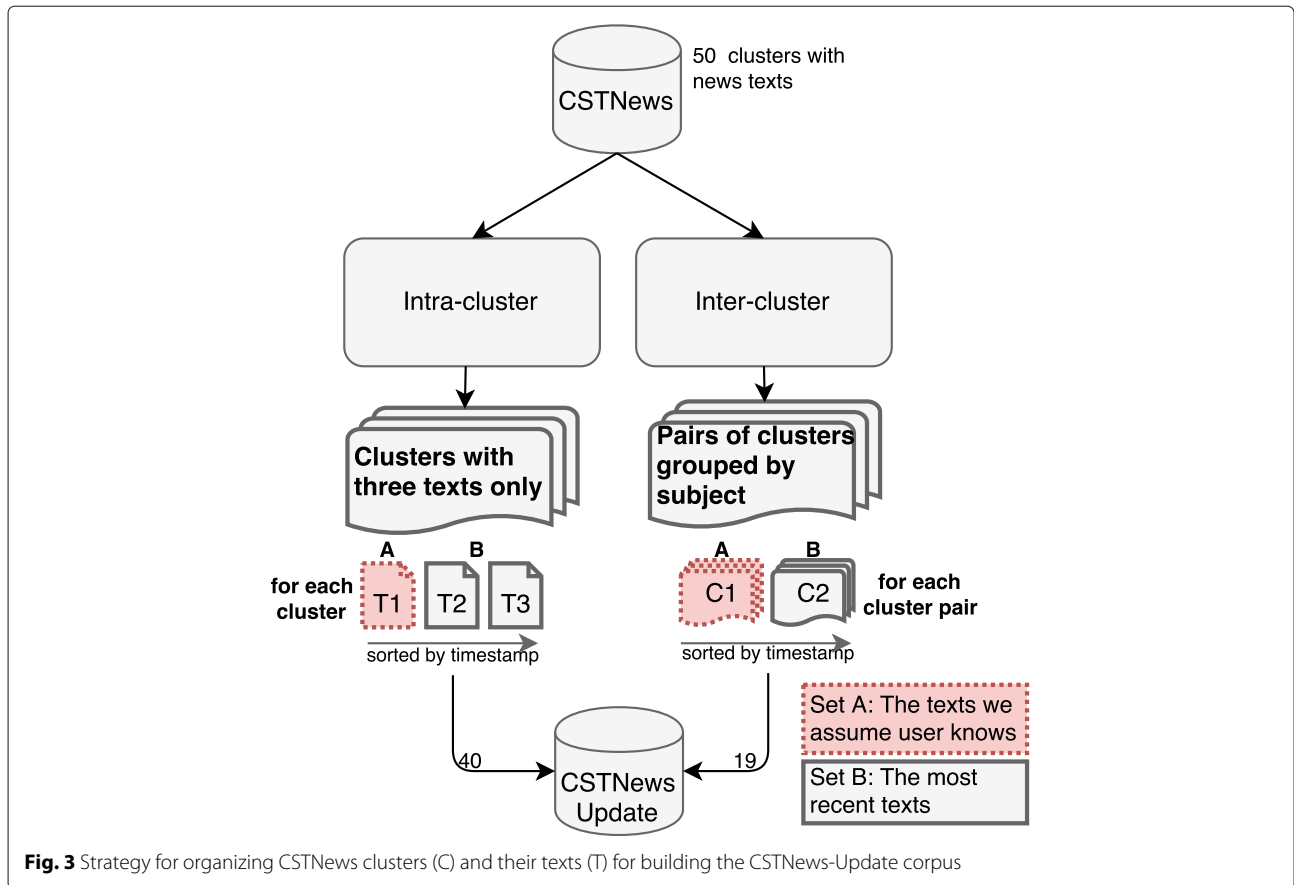 50 clusters with
news texts
CSTNews
Intra-cluster
Inter-cluster
Clusters with
three texts only
Pairs of clusters
grouped by
subject
A
B
for each
cluster
T1
T2
T3
sorted by timestamp
A
B
C1
C2
for each
cluster pair
sorted by timestamp
Set A: The texts we
assume user knows
Set B: The most
recent texts
40
19
CSTNews
Update
Fig. 3 Strategy for organizing CSTNews clusters (C) and their texts (T) for building the CSTNews-Update corpus